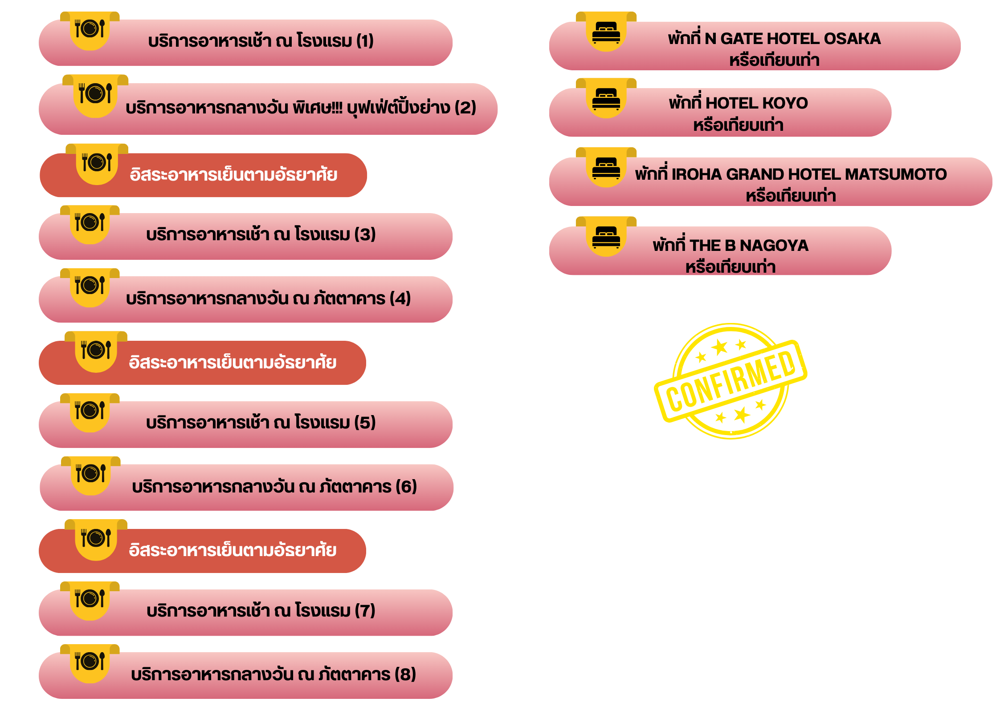 บริการอาหารเช้า ณ โรงแรม (1)
บริการอาหารกลางวัน พิเศษ!!! บุฟเฟ่ต์ปิ้งย่าง (2)
อิสระอาหารเย็นตามอัธยาศัย
บริการอาหารเช้า ณ โรงแรม (3)
บริการอาหารกลางวัน ณ ภัตตาคาร (4)
อิสระอาหารเย็นตามอัธยาศัย
บริการอาหารเช้า ณ โรงแรม (5)
บริการอาหารกลางวัน ณ ภัตตาคาร (6)
อิสระอาหารเย็นตามอัธยาศัย
บริการอาหารเช้า ณ โรงแรม (7)
บริการอาหารกลางวัน ณ ภัตตาคาร (8)
พักที่ N GATE HOTEL OSAKA
หรือเทียบเท่า
พักที่ HOTEL KOYO
หรือเทียบเท่า
พักที่ IROHA GRAND HOTEL MATSUMOTO
หรือเทียบเท่า
พักที่ THE B NAGOYA
หรือเทียบเท่า
CONFIRMED